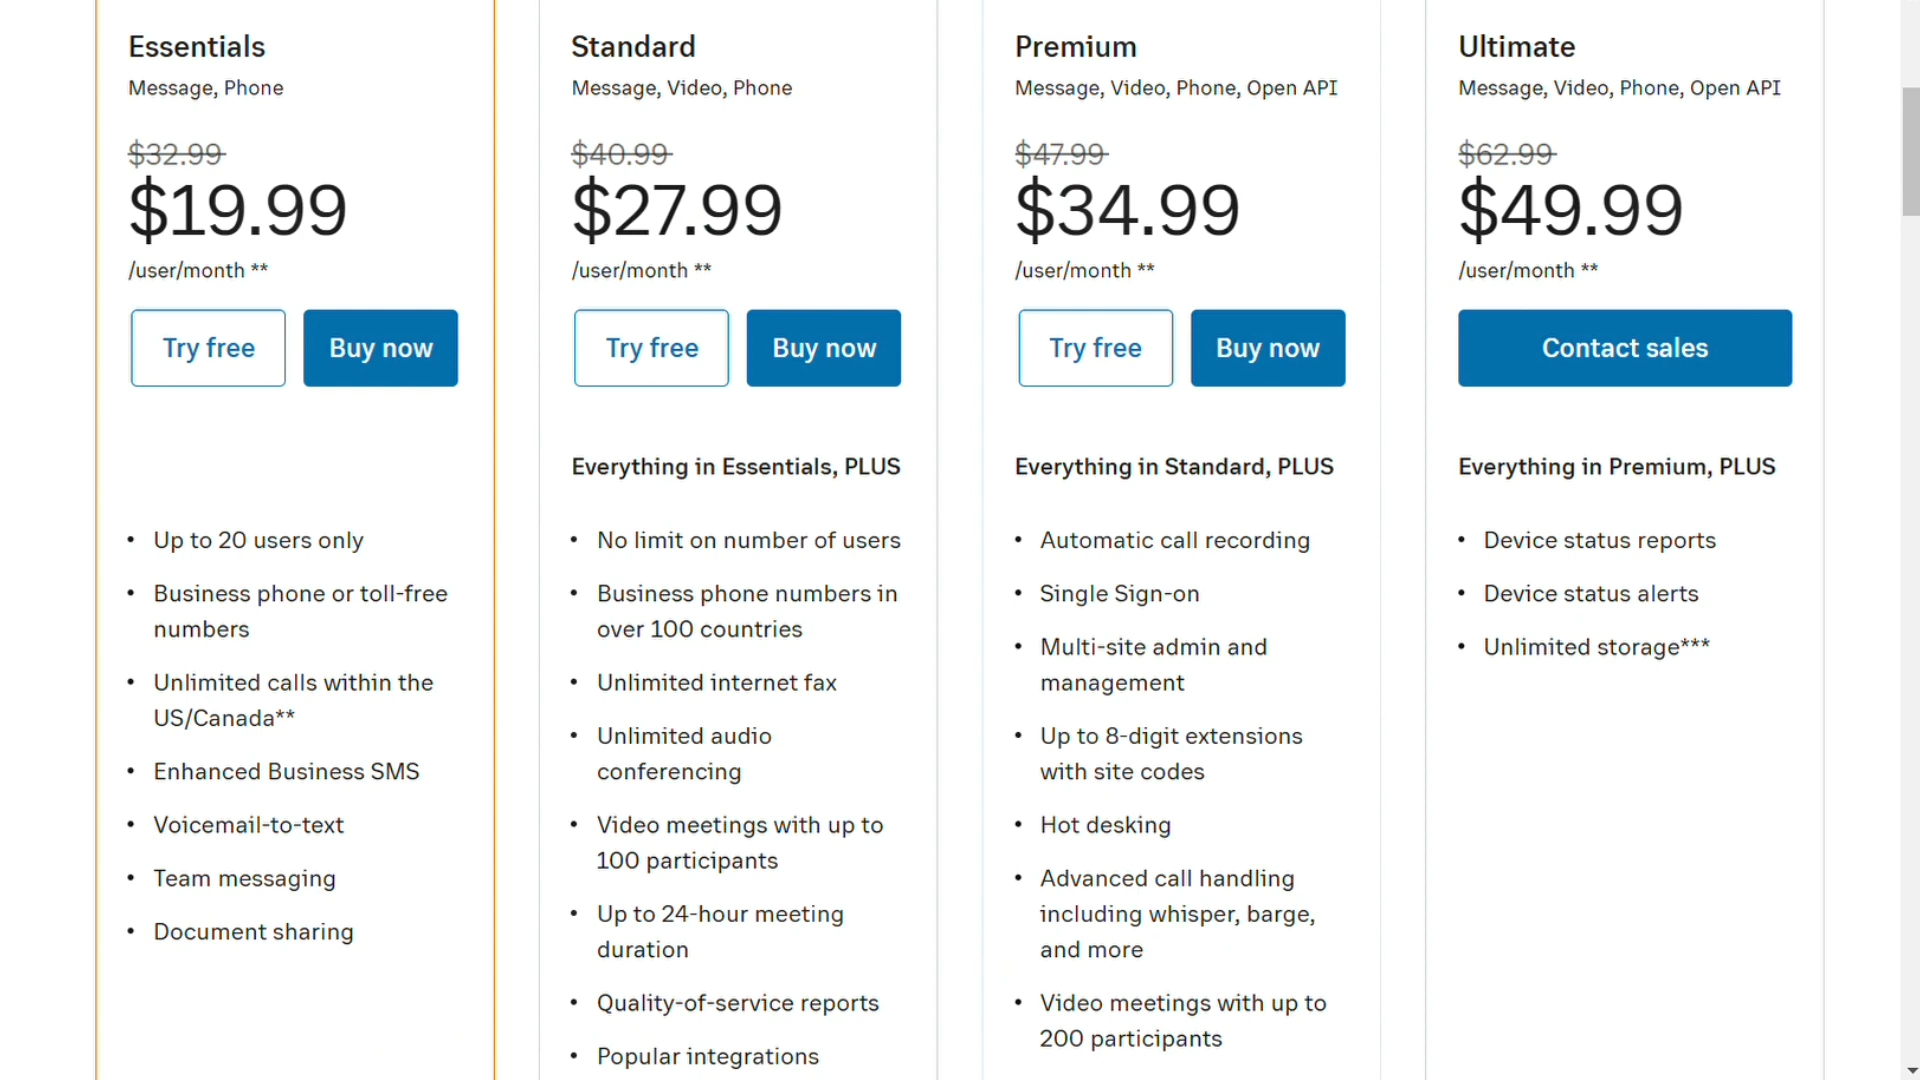 Essentials
Message, Phone
$32.99
$19.99
/user/month **
Try free
Buy now
• Up to 20 users only
• Business phone or toll-free
numbers
• Unlimited calls within the
US/Canada**
• Enhanced Business SMS
• Voicemail-to-text
• Team messaging
• Document sharing
Standard
Message, Video, Phone
$40.99
$27.99
/user/month **
Try free
Buy now
Everything in Essentials, PLUS
• No limit on number of users
• Business phone numbers in
over 100 countries
• Unlimited internet fax
• Unlimited audio
conferencing
• Video meetings with up to
100 participants
• Up to 24-hour meeting
duration
• Quality-of-service reports
• Popular integrations
Premium
Message, Video, Phone, Open API
$47.99
$34.99
/user/month **
Try free
Buy now
Everything in Standard, PLUS
• Automatic call recording
• Single Sign-on
• Multi-site admin and
management
• Up to 8-digit extensions
with site codes
• Hot desking
• Advanced call handling
including whisper, barge,
and more
• Video meetings with up to
200 participants
Ultimate
Message, Video, Phone, Open API
$62.99
$49.99
/user/month **
Contact sales
Everything in Premium, PLUS
• Device status reports
• Device status alerts
• Unlimited storage***